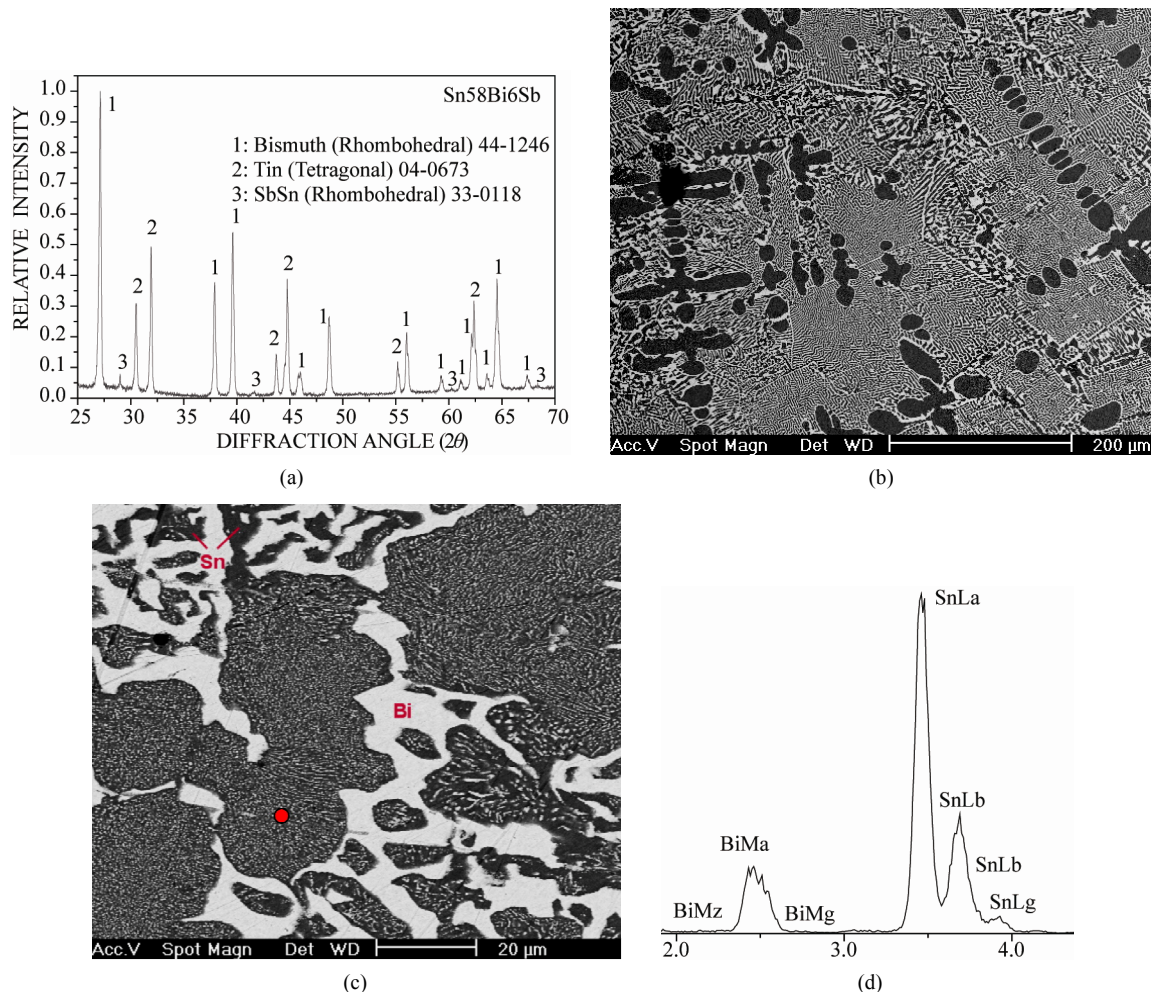 Sn58Bi6Sb
1: Bismuth (Rhombohedral) 44-1246
2: Tin (Tetragonal) 04-0673
3: SbSn (Rhombohedral) 33-0118
RELATIVE INTENSITY
1.0
0.9
0.8
0.7
0.6
0.5
0.4
0.3
0.2
0.1
0.0
1
3
2
2
1
1
3
2
2
1
1
2
1
1
3
1
1
2
1
1
1
3
25 30 35 40 45 50 55 60 65 70
DIFFRACTION ANGLE (2θ)
(a)
Acc.V Spot Magn Det WD 200 µm
(b)
Sn
Bi
Acc.V Spot Magn Det WD 20 µm
(c)
SnLa
SnLb
BiMa
SnLb
SnLg
BiMz
BiMg
2.0 3.0 4.0
(d)